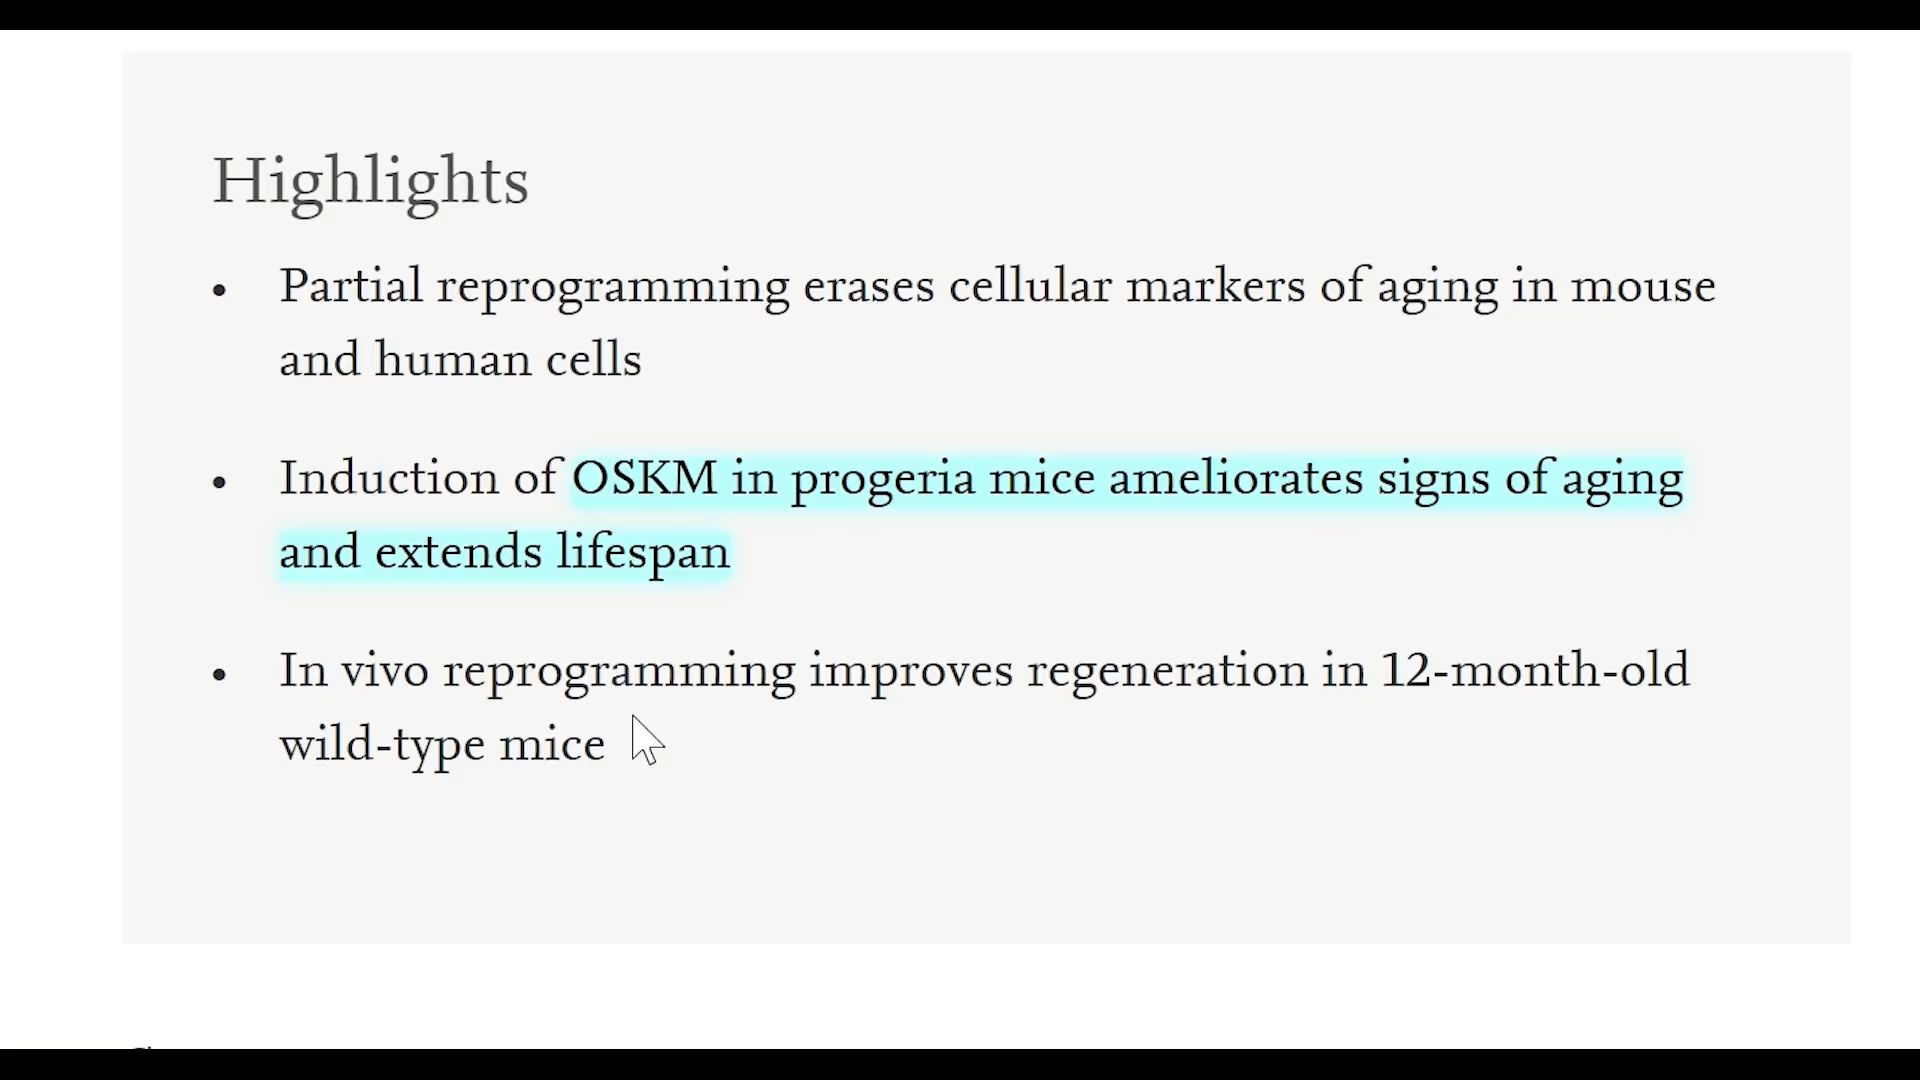 Highlights
• Partial reprogramming erases cellular markers of aging in mouse
and human cells
• Induction of OSKM in progeria mice ameliorates signs of aging
and extends lifespan
• In vivo reprogramming improves regeneration in 12-month-old
wild-type mice